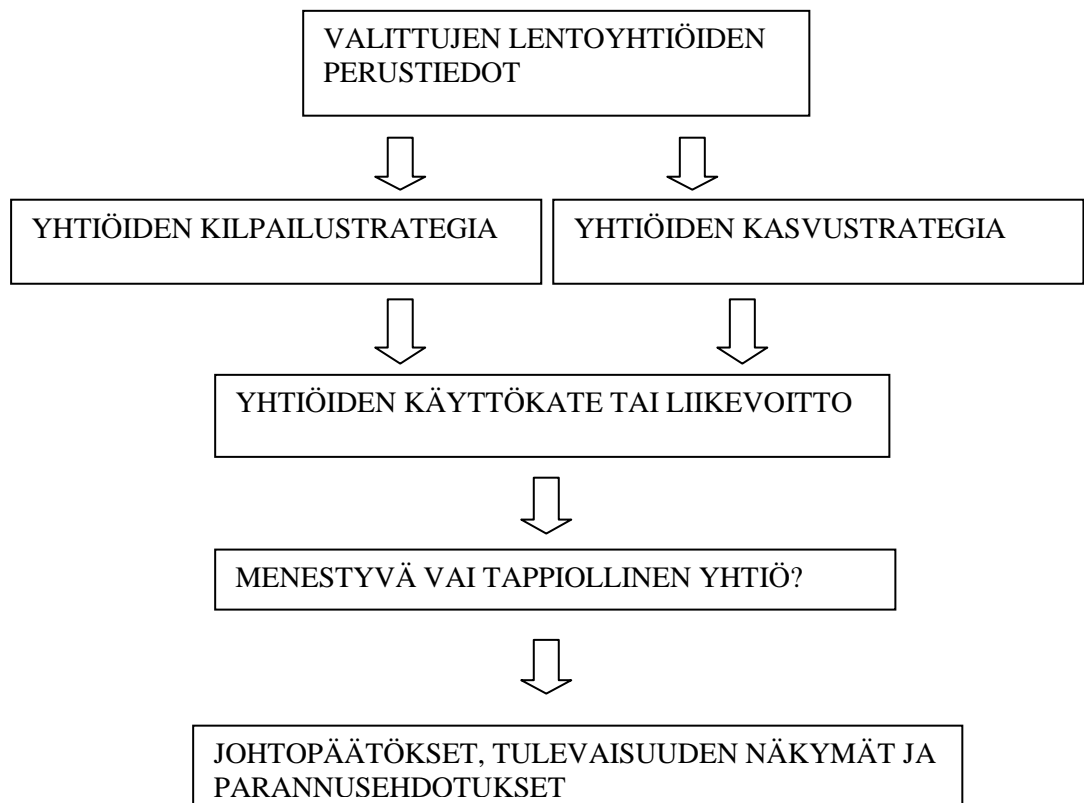 VALITTUJEN LENTOYHTIÖIDEN
PERUSTIEDOT
YHTIÖIDEN KILPAILUSTRATEGIA
YHTIÖIDEN KASVUSTRATEGIA
YHTIÖIDEN KÄYTTÖKATE TAI LIIKEVOITTO
MENESTYVÄ VAI TAPPIOLLINEN YHTIÖ?
JOHTOPÄÄTÖKSET, TULEVAISUUDEN NÄKYMÄT JA
PARANNUSEHDOTUKSET